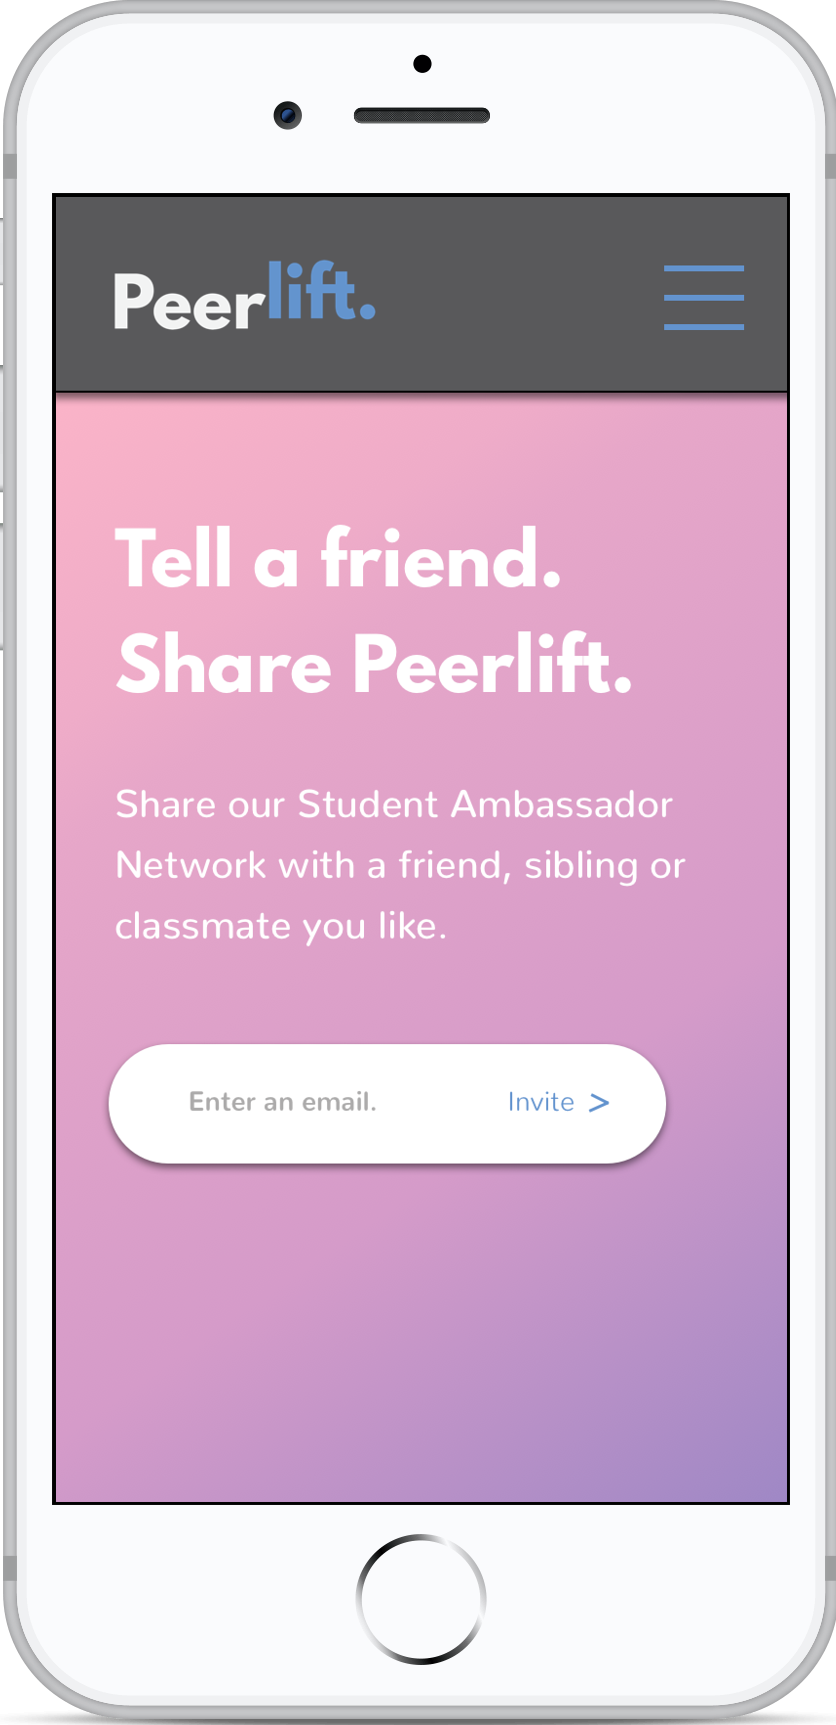 Peerlift.
Tell a friend.
Share Peerlift.
Share our Student Ambassador
Network with a friend, sibling or
classmate you like.
Enter an email. Invite >